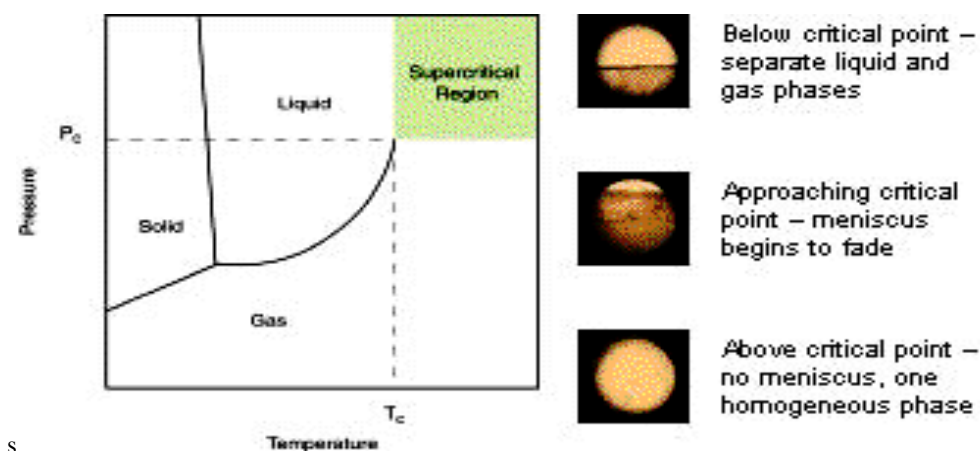 Supercritical
Region
Liquid
Pc
Pressure
Solid
Gas
Tc
Temperature
Below critical point –
separate liquid and
gas phases
Approaching critical
point – meniscus
begins to fade
Above critical point –
no meniscus, one
homogeneous phase
s